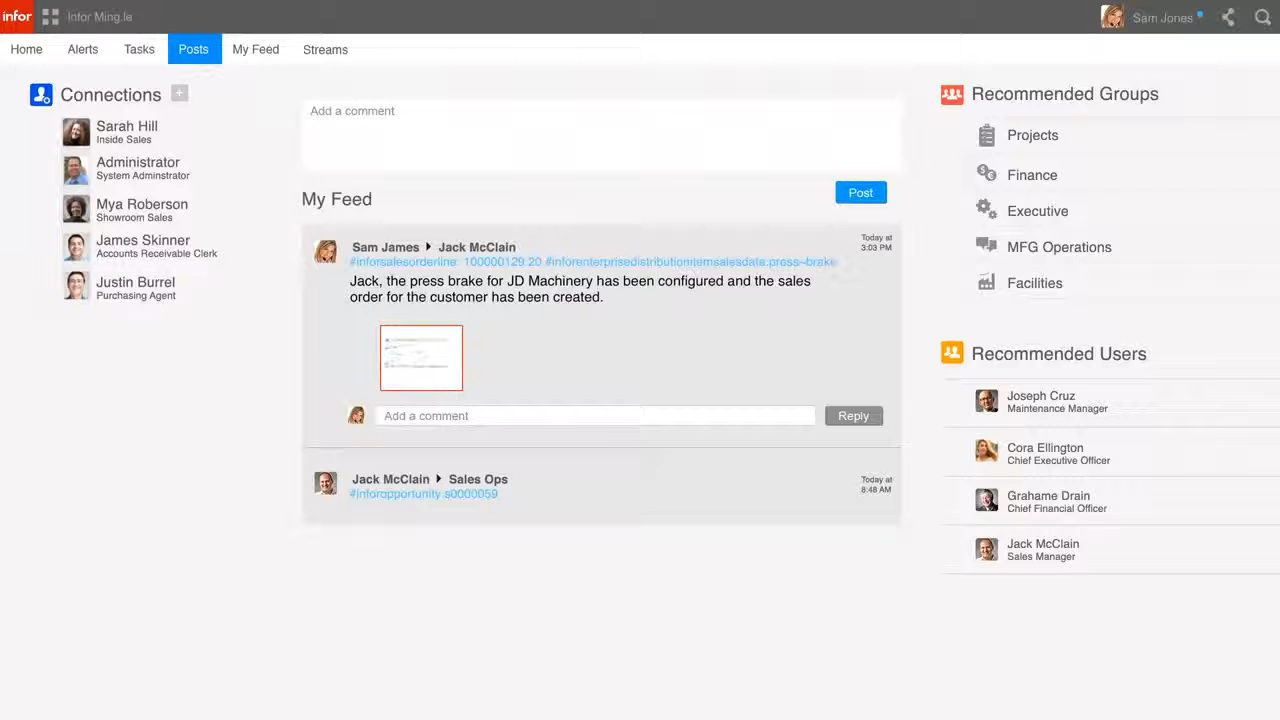 infor
Infor Ming.le
Sam Jones
Home
Alerts
Tasks
Posts
My Feed
Streams
Connections
+
Sarah Hill
Inside Sales
Administrator
System Adminstrator
Mya Roberson
Showroom Sales
James Skinner
Accounts Receivable Clerk
Justin Burrel
Purchasing Agent
Add a comment
Post
My Feed
Sam James ▶ Jack McClain
Today at
3:03 PM
#inforsalesorderline: 100000129 20 #inforenterprisedistributionitemsalesdata:press~brake
Jack, the press brake for JD Machinery has been configured and the sales
order for the customer has been created.
Add a comment
Reply
Jack McClain ▶ Sales Ops
Today at
8:48 AM
#inforopportunity:s0000059
Recommended Groups
Projects
Finance
Executive
MFG Operations
Facilities
Recommended Users
Joseph Cruz
Maintenance Manager
Cora Ellington
Chief Executive Officer
Grahame Drain
Chief Financial Officer
Jack McClain
Sales Manager